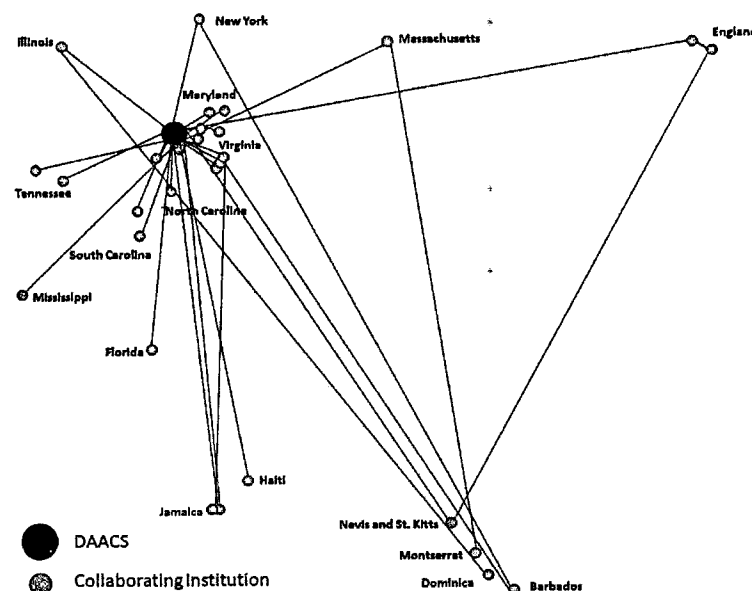 New York
Illinois
Massachusetts
England
Maryland
Virginia
Tennessee
North Carolina
South Carolina
Mississippi
Florida
Haiti
Jamaica
Nevis and St. Kitts
DAACS
Montserrat
Collaborating Institution
Dominica
Barbados